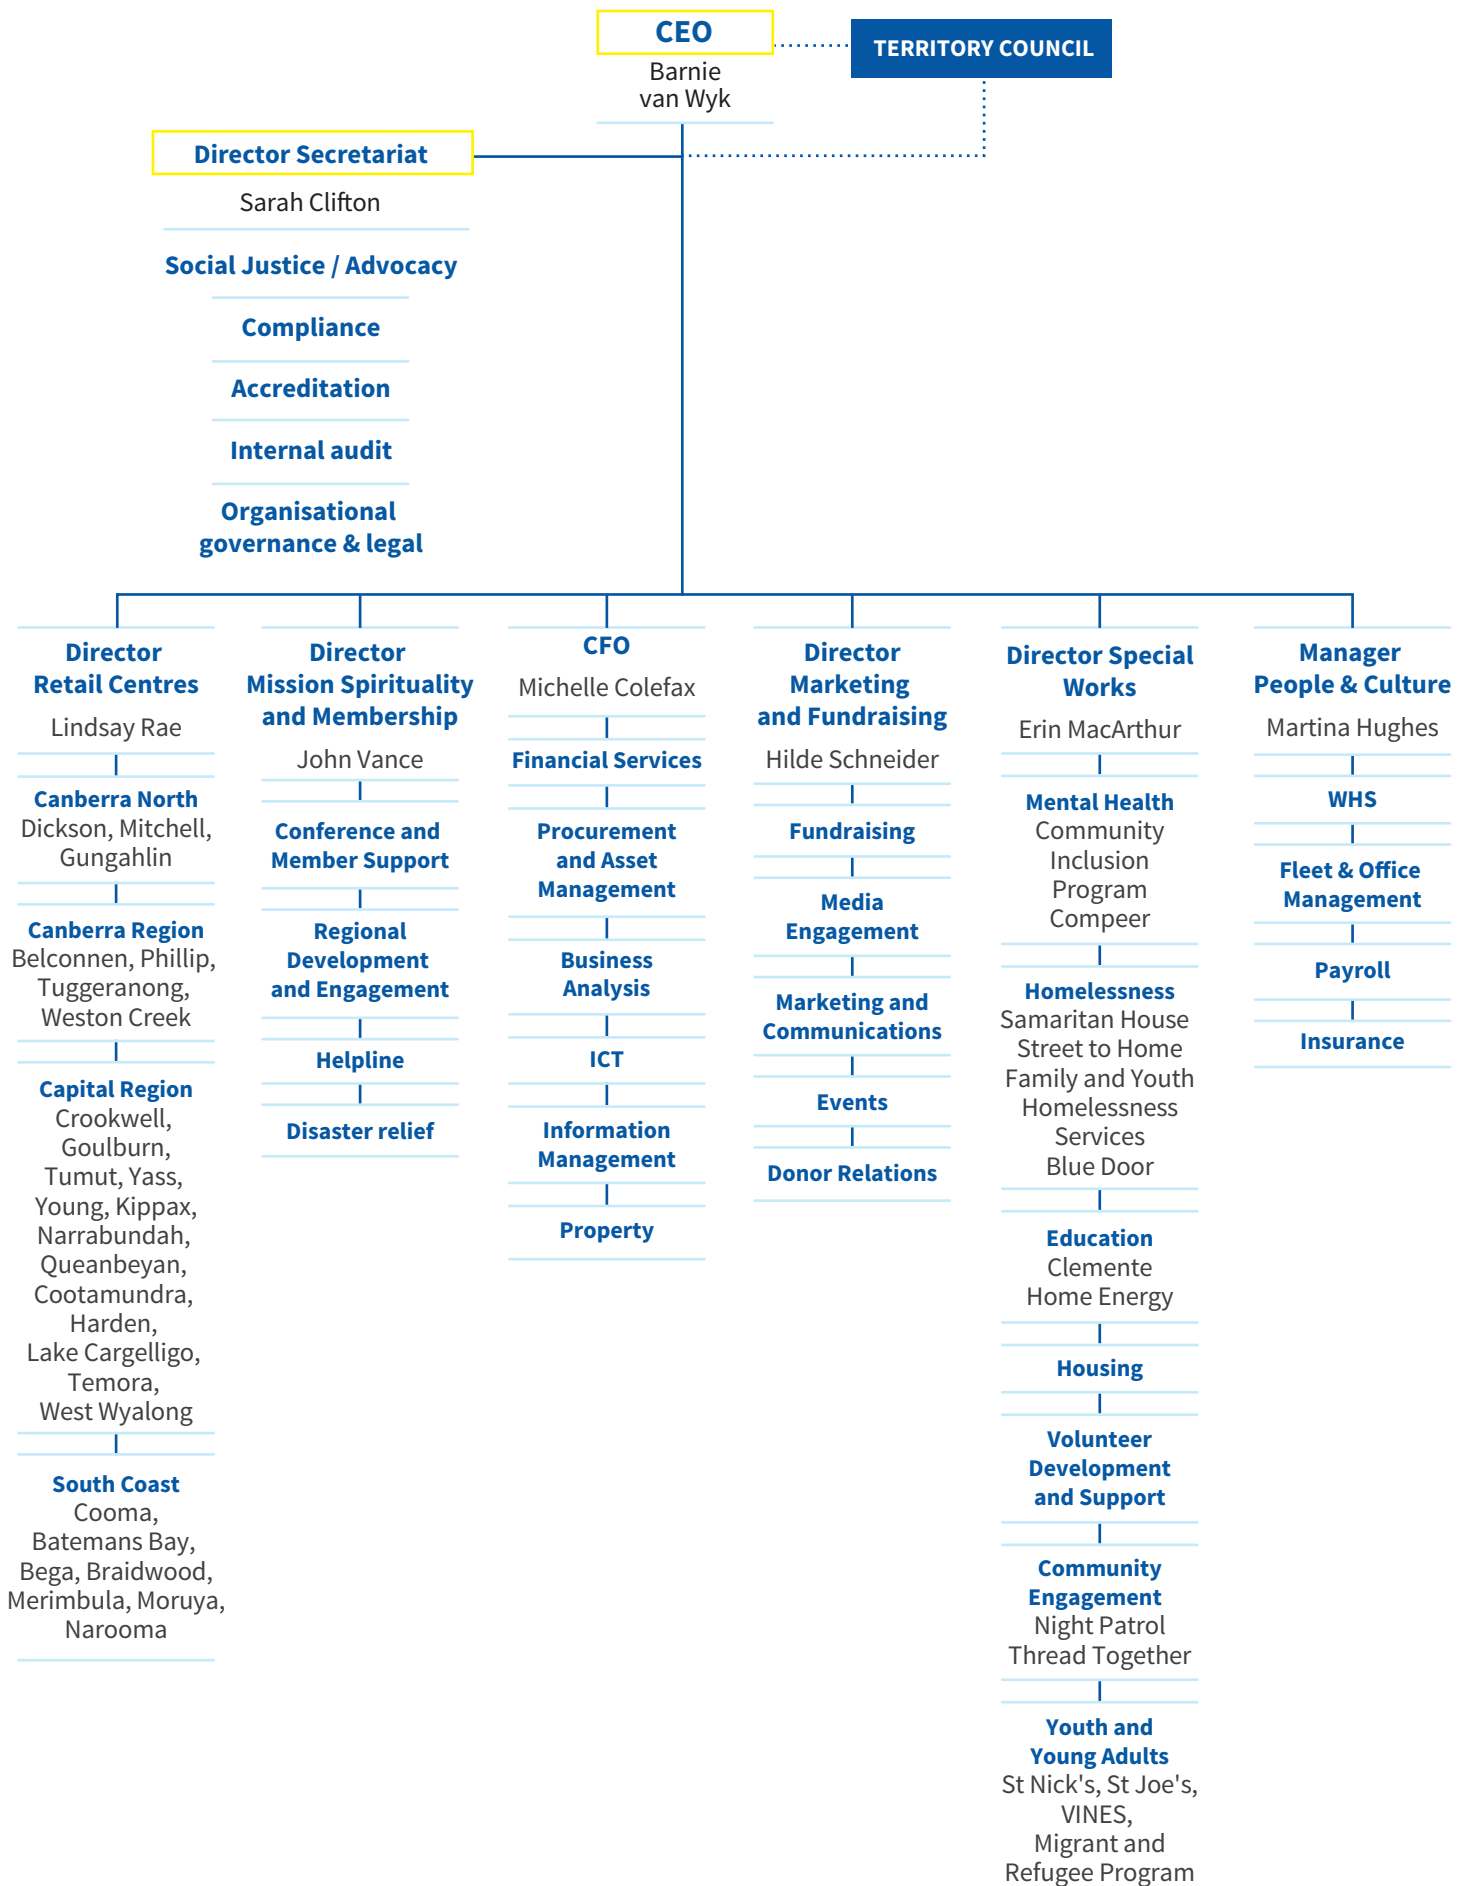 CEO
Barnie
van Wyk
TERRITORY COUNCIL
Director Secretariat
Sarah Clifton
Social Justice / Advocacy
Compliance
Accreditation
Internal audit
Organisational
governance & legal
Director
Retail Centres
Lindsay Rae
Canberra North
Dickson, Mitchell,
Gungahlin
Canberra Region
Belconnen, Phillip,
Tuggeranong,
Weston Creek
Capital Region
Crookwell,
Goulburn,
Tumut, Yass,
Young, Kippax,
Narrabundah,
Queanbeyan,
Cootamundra,
Harden,
Lake Cargelligo,
Temora,
West Wyalong
South Coast
Cooma,
Batemans Bay,
Bega, Braidwood,
Merimbula, Moruya,
Narooma
Director
Mission Spirituality
and Membership
John Vance
Conference and
Member Support
Regional
Development
and Engagement
Helpline
Disaster relief
CFO
Michelle Colefax
Financial Services
Procurement
and Asset
Management
Business
Analysis
ICT
Information
Management
Property
Director
Marketing
and Fundraising
Hilde Schneider
Fundraising
Media
Engagement
Marketing and
Communications
Events
Donor Relations
Director Special
Works
Erin MacArthur
Mental Health
Community
Inclusion
Program
Compeer
Homelessness
Samaritan House
Street to Home
Family and Youth
Homelessness
Services
Blue Door
Education
Clemente
Home Energy
Housing
Volunteer
Development
and Support
Community
Engagement
Night Patrol
Thread Together
Youth and
Young Adults
St Nick's, St Joe's,
VINES,
Migrant and
Refugee Program
Manager
People & Culture
Martina Hughes
WHS
Fleet & Office
Management
Payroll
Insurance